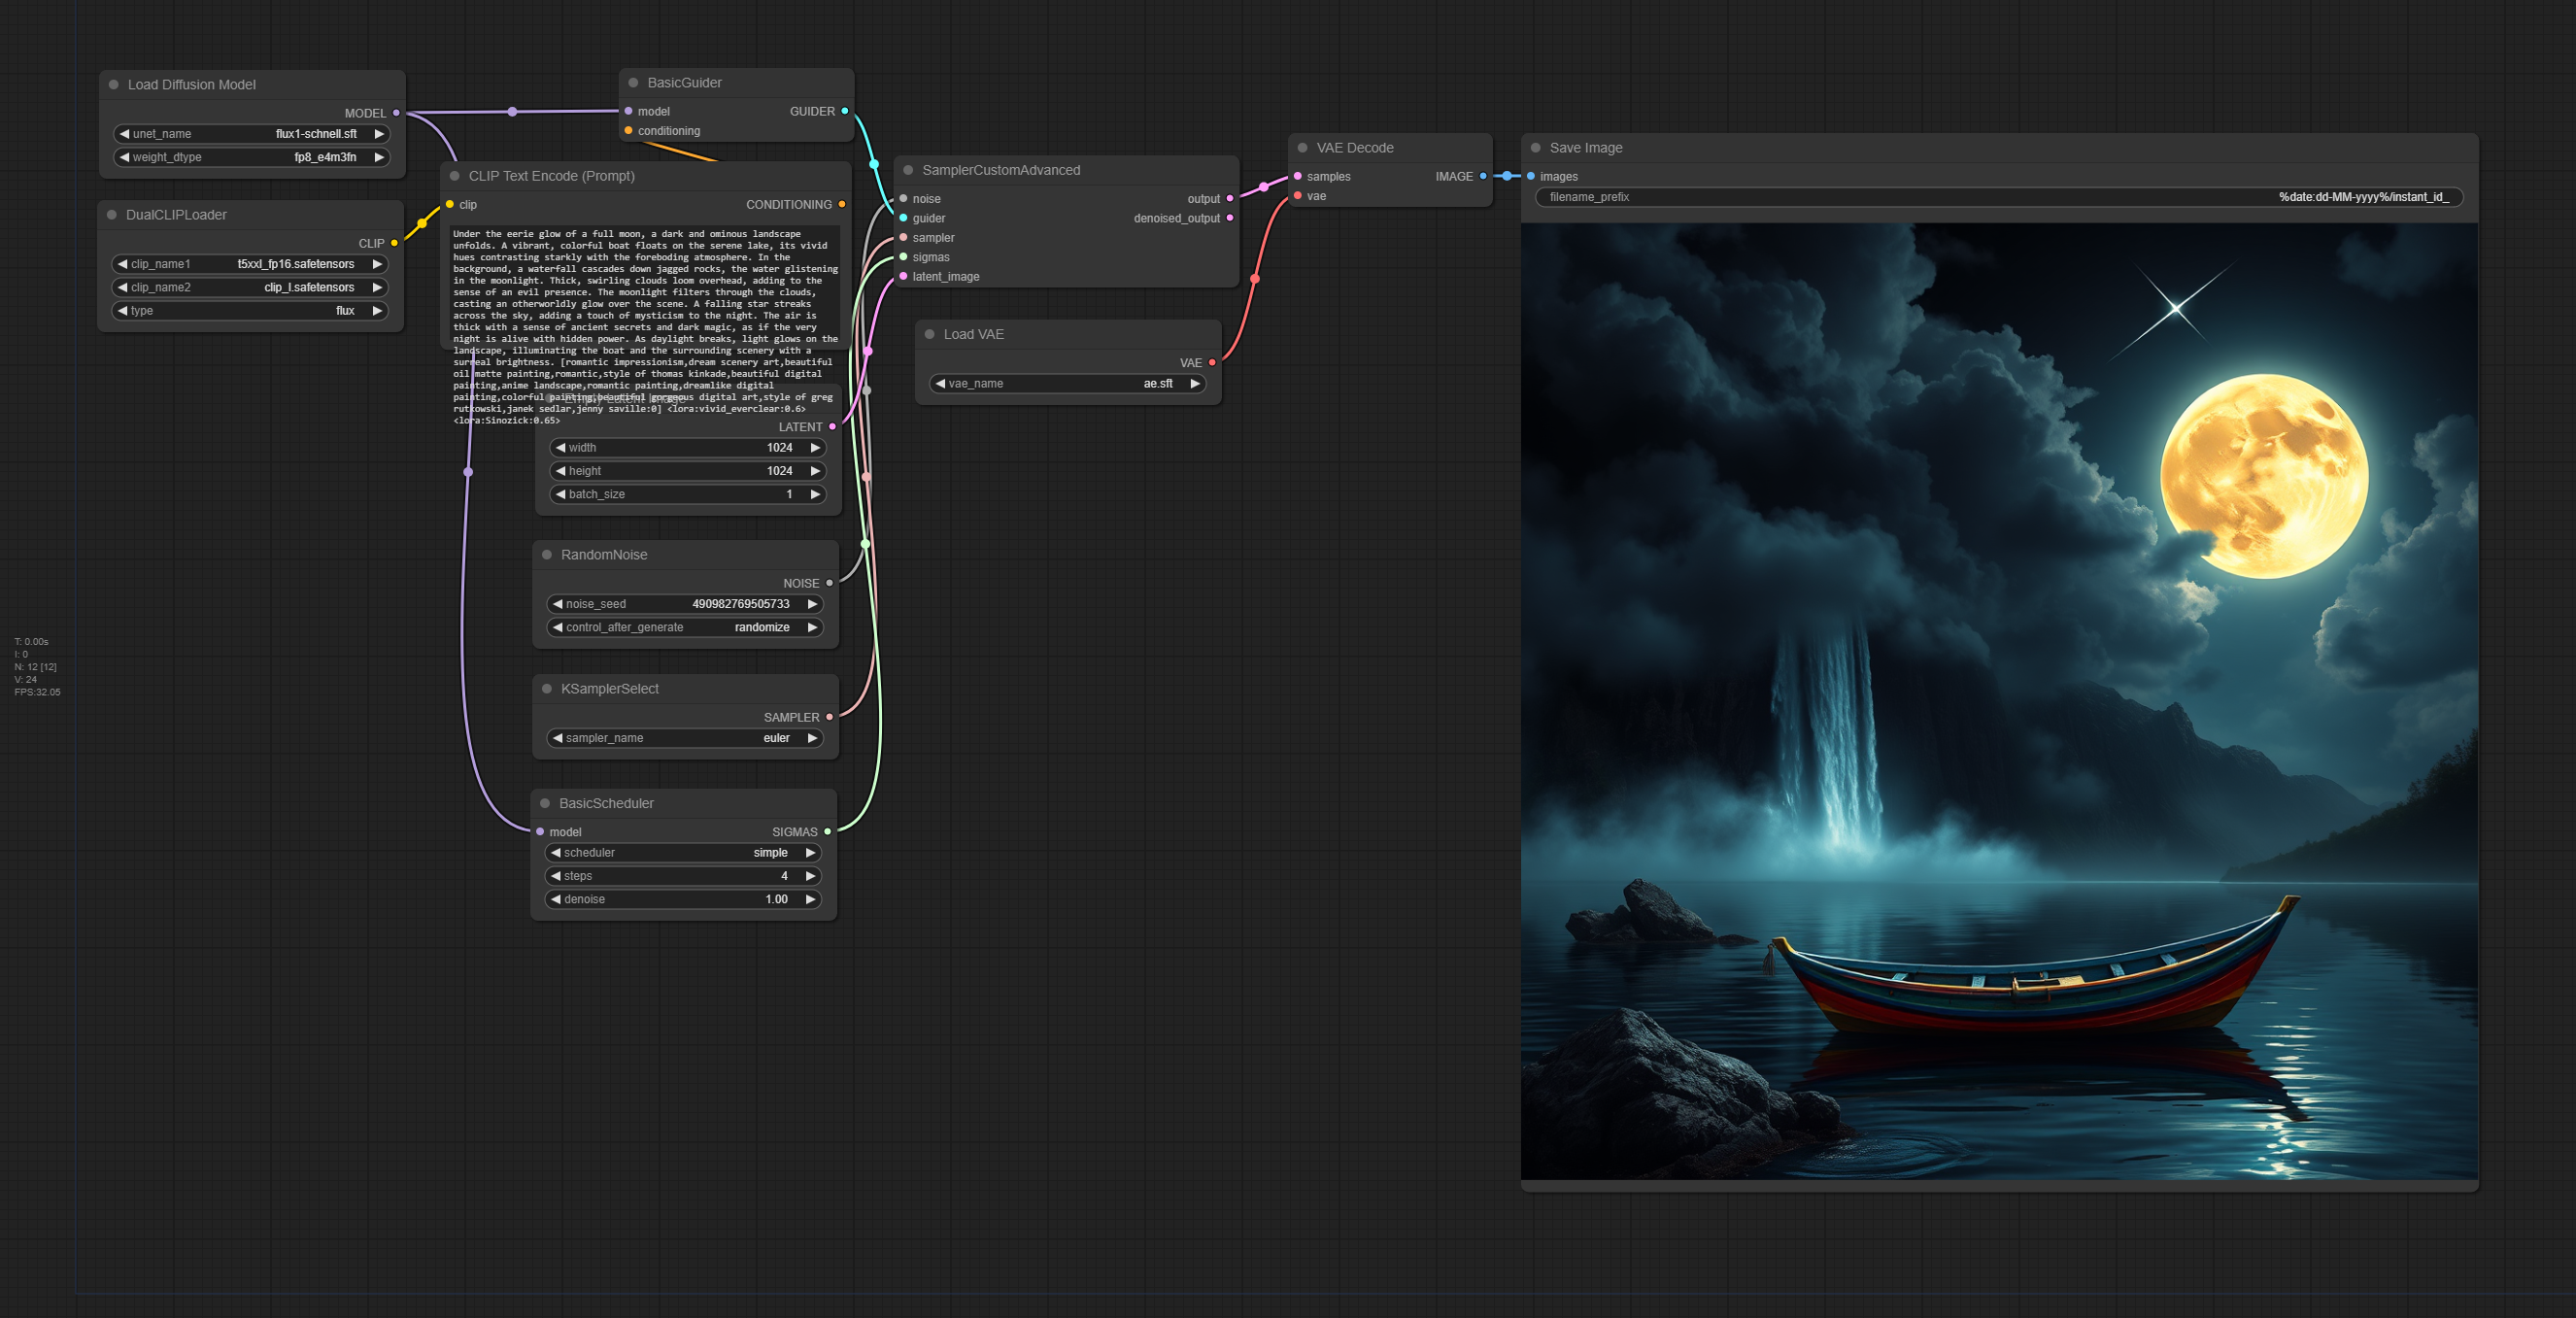 Load Diffusion Model
MODEL
unet_name flux1-schnell.sft
weight_dtype fp8_e4m3fn
DualCLIPLoader
CLIP
clip_name1 t5xxl_fp16.safetensors
clip_name2 clip_l.safetensors
type flux
BasicGuider
model GUIDER
conditioning
CLIP Text Encode (Prompt)
clip CONDITIONING
Under the eerie glow of a full moon, a dark and ominous landscape
unfolds. A vibrant, colorful boat floats on the serene lake, its vivid
hues contrasting starkly with the foreboding atmosphere. In the
background, a waterfall cascades down jagged rocks, the water glistening
in the moonlight. Thick, swirling clouds loom overhead, adding to the
sense of an evil presence. The moonlight filters through the clouds,
casting an otherworldly glow over the scene. A falling star streaks
across the sky, adding a touch of mysticism to the night. The air is
thick with a sense of ancient secrets and dark magic, as if the very
night is alive with hidden power. As daylight breaks, light glows on the
landscape, illuminating the boat and the surrounding scenery with a
surreal brightness. [romantic impressionism,dream scenery art,beautiful
oil matte painting,romantic,style of thomas kinkade,beautiful digital
painting,anime landscape,romantic painting,dreamlike digital
painting,colorful painting,beautiful gorgeous digital art,style of greg
rutkowski,janek sedlar,jenny saville:0] <lora:vivid_everclear:0.6>
<lora:Sinozick:0.65>
Empty Latent Image
LATENT
width 1024
height 1024
batch_size 1
RandomNoise
NOISE
noise_seed 490982769505733
control_after_generate randomize
KSamplerSelect
SAMPLER
sampler_name euler
BasicScheduler
model SIGMAS
scheduler simple
steps 4
denoise 1.00
SamplerCustomAdvanced
noise output
guider denoised_output
sampler
sigmas
latent_image
Load VAE
VAE
vae_name ae.sft
VAE Decode
samples IMAGE
vae
Save Image
images
filename_prefix %date:dd-MM-yyyy%/instant_id_
T: 0.00s
I: 0
N: 12 [12]
V: 24
FPS:32.05